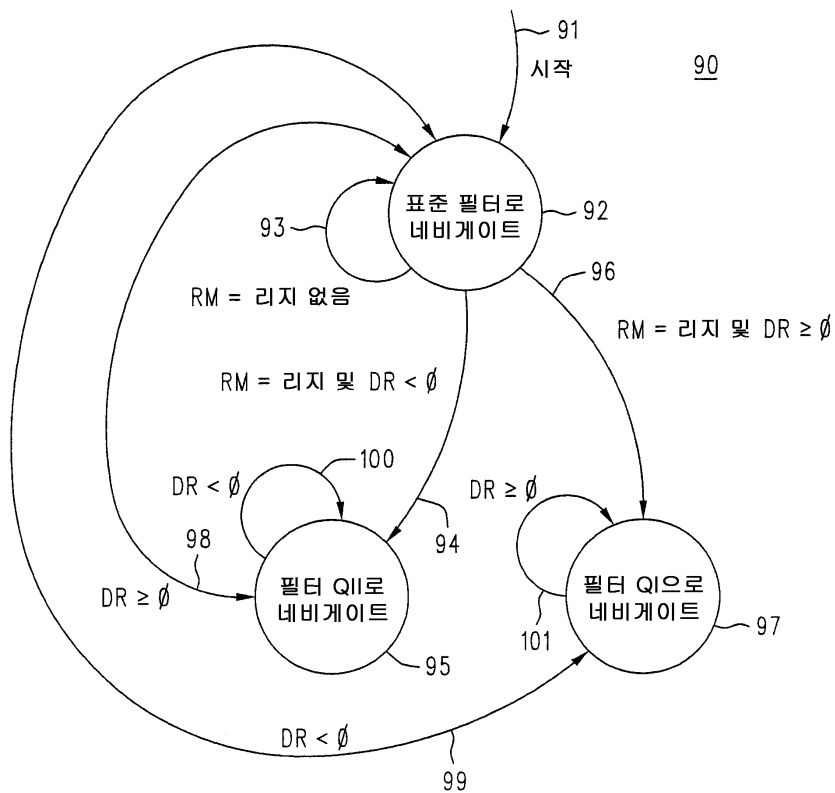 91
시작
90
표준 필터로
네비게이트
92
93
96
RM = 리지 없음
RM = 리지 및 DR ≥ ∅
RM = 리지 및 DR < ∅
100
DR < ∅
DR ≥ ∅
94
98
DR ≥ ∅
필터 QII로
네비게이트
필터 QI으로
네비게이트
101
97
95
DR < ∅
99